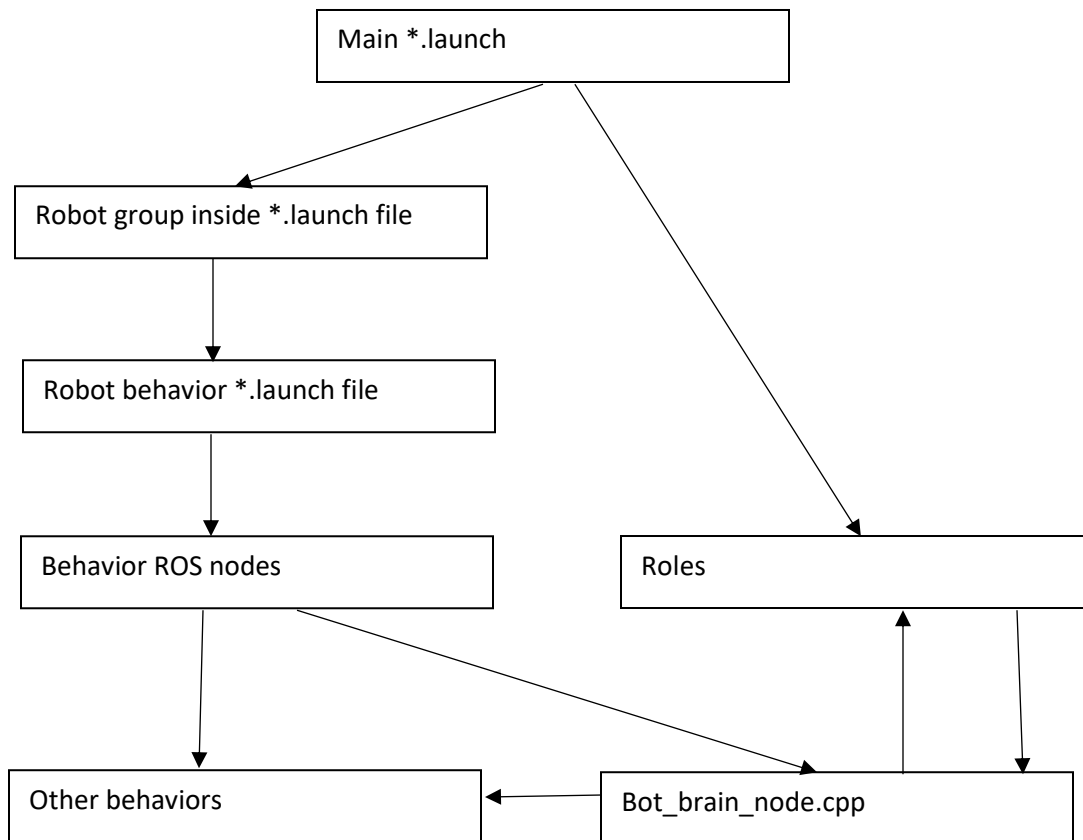 Main *.launch
Robot group inside *.launch file
Robot behavior *.launch file
Behavior ROS nodes
Roles
Other behaviors
Bot_brain_node.cpp